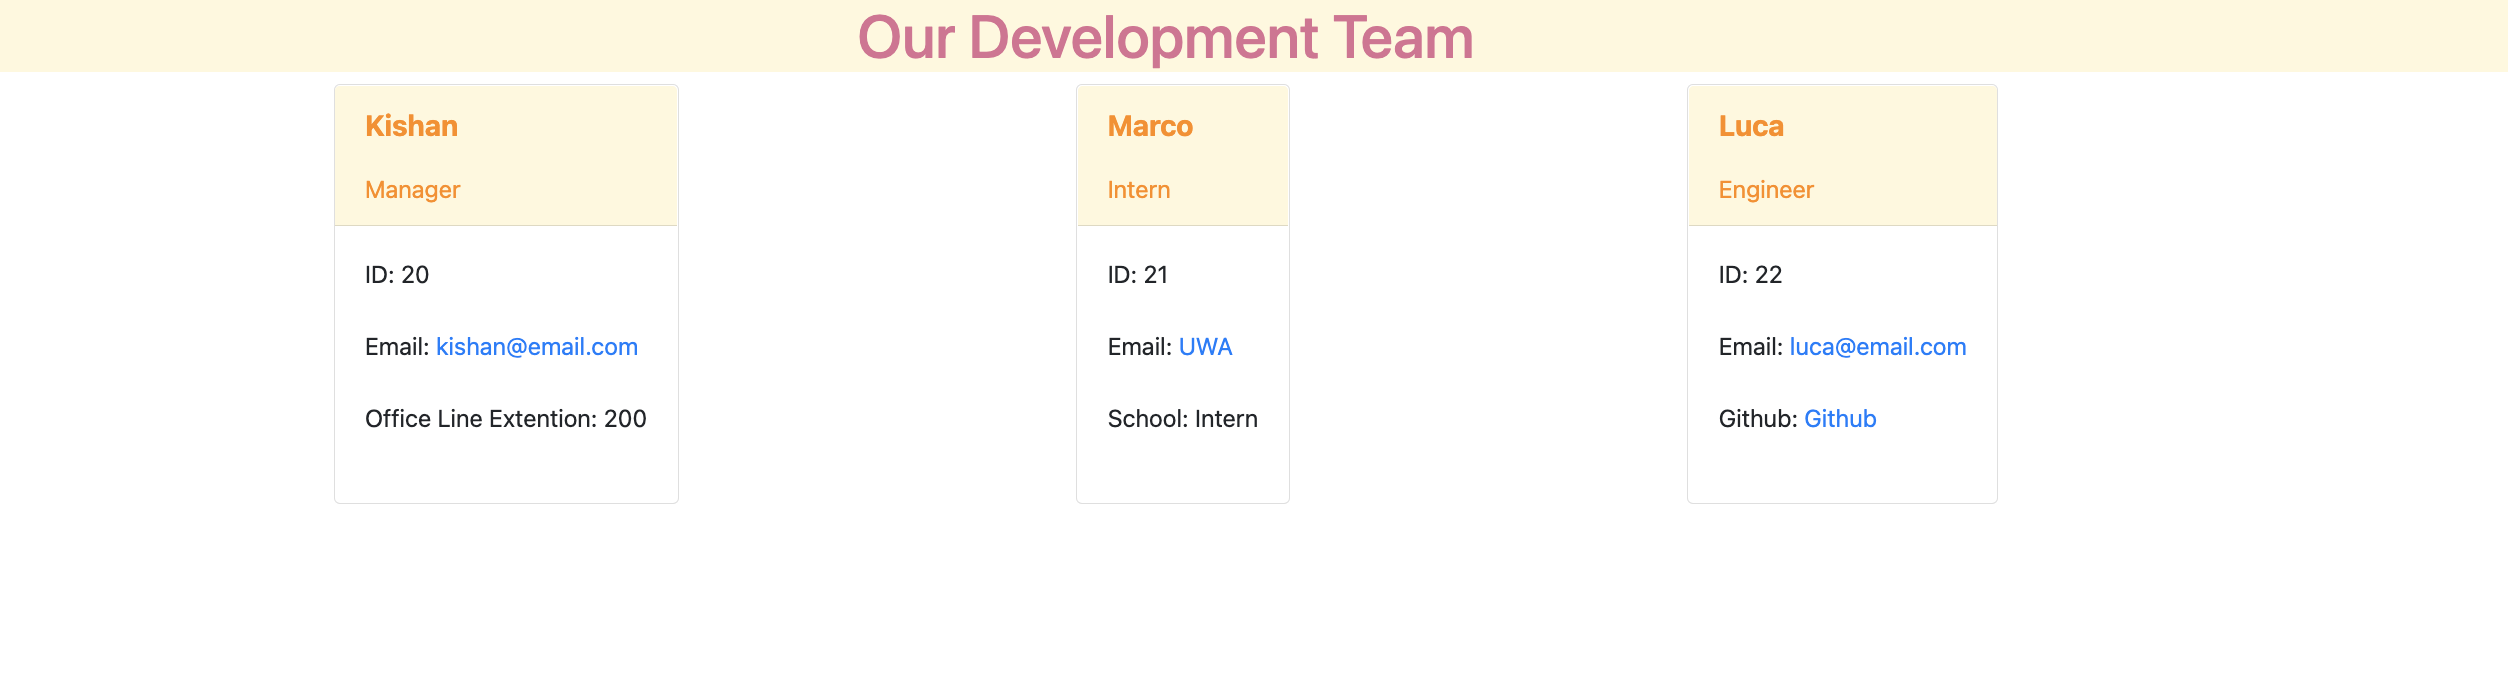 Our Development Team
Kishan
Manager
ID: 20
Email: kishan@email.com
Office Line Extention: 200
Marco
Intern
ID: 21
Email: UWA
School: Intern
Luca
Engineer
ID: 22
Email: luca@email.com
Github: Github